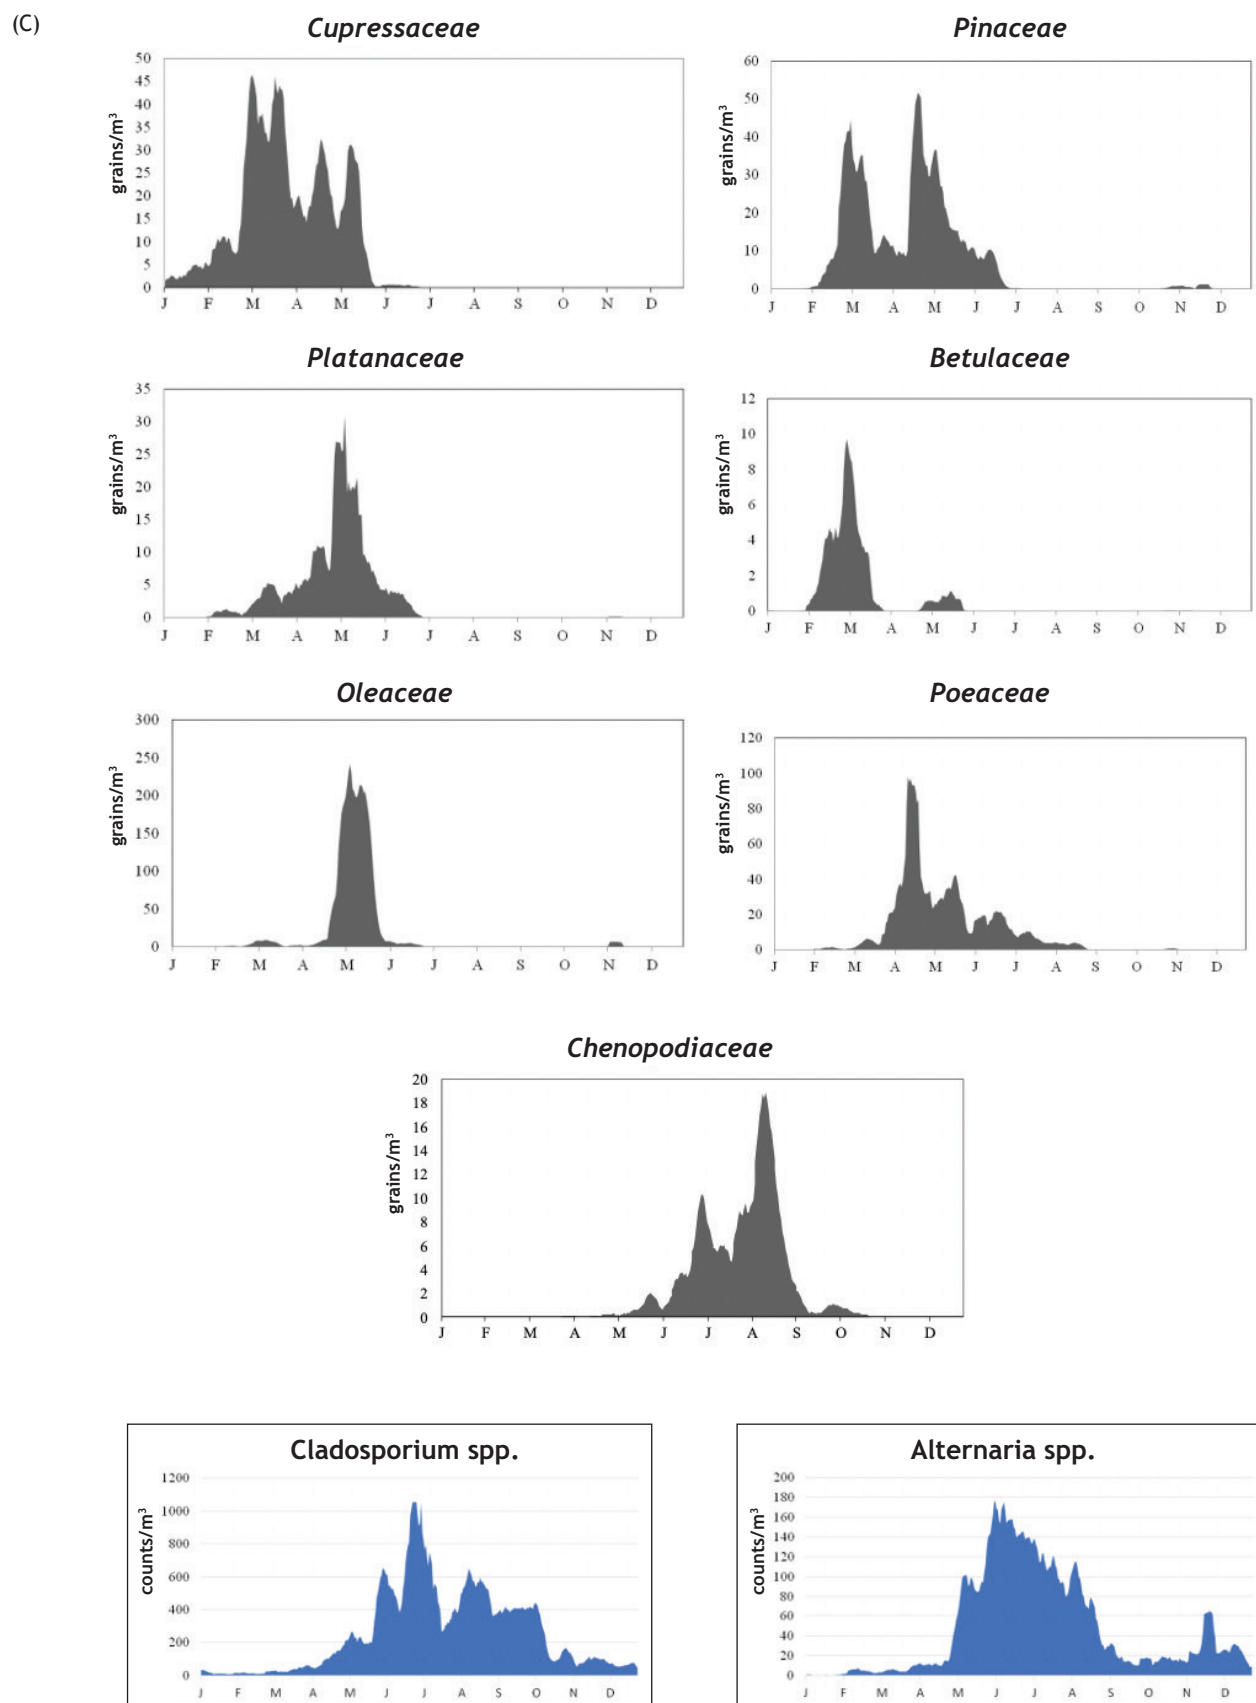 (C)
Cupressaceae
50
45
40
35
30
25
20
15
10
5
0
grains/m³
J F M A M J J A S O N D
Pinaceae
60
50
40
30
20
10
0
grains/m³
J F M A M J J A S O N D
Platanaceae
35
30
25
20
15
10
5
0
grains/m³
J F M A M J J A S O N D
Betulaceae
12
10
8
6
4
2
0
grains/m³
J F M A M J J A S O N D
Oleaceae
300
250
200
150
100
50
0
grains/m³
J F M A M J J A S O N D
Poeaceae
120
100
80
60
40
20
0
grains/m³
J F M A M J J A S O N D
Chenopodiaceae
20
18
16
14
12
10
8
6
4
2
0
grains/m³
J F M A M J J A S O N D
Cladosporium spp.
1200
1000
800
600
400
200
0
counts/m³
J F M A M J J A S O N D
Alternaria spp.
200
180
160
140
120
100
80
60
40
20
0
counts/m³
J F M A M J J A S O N D